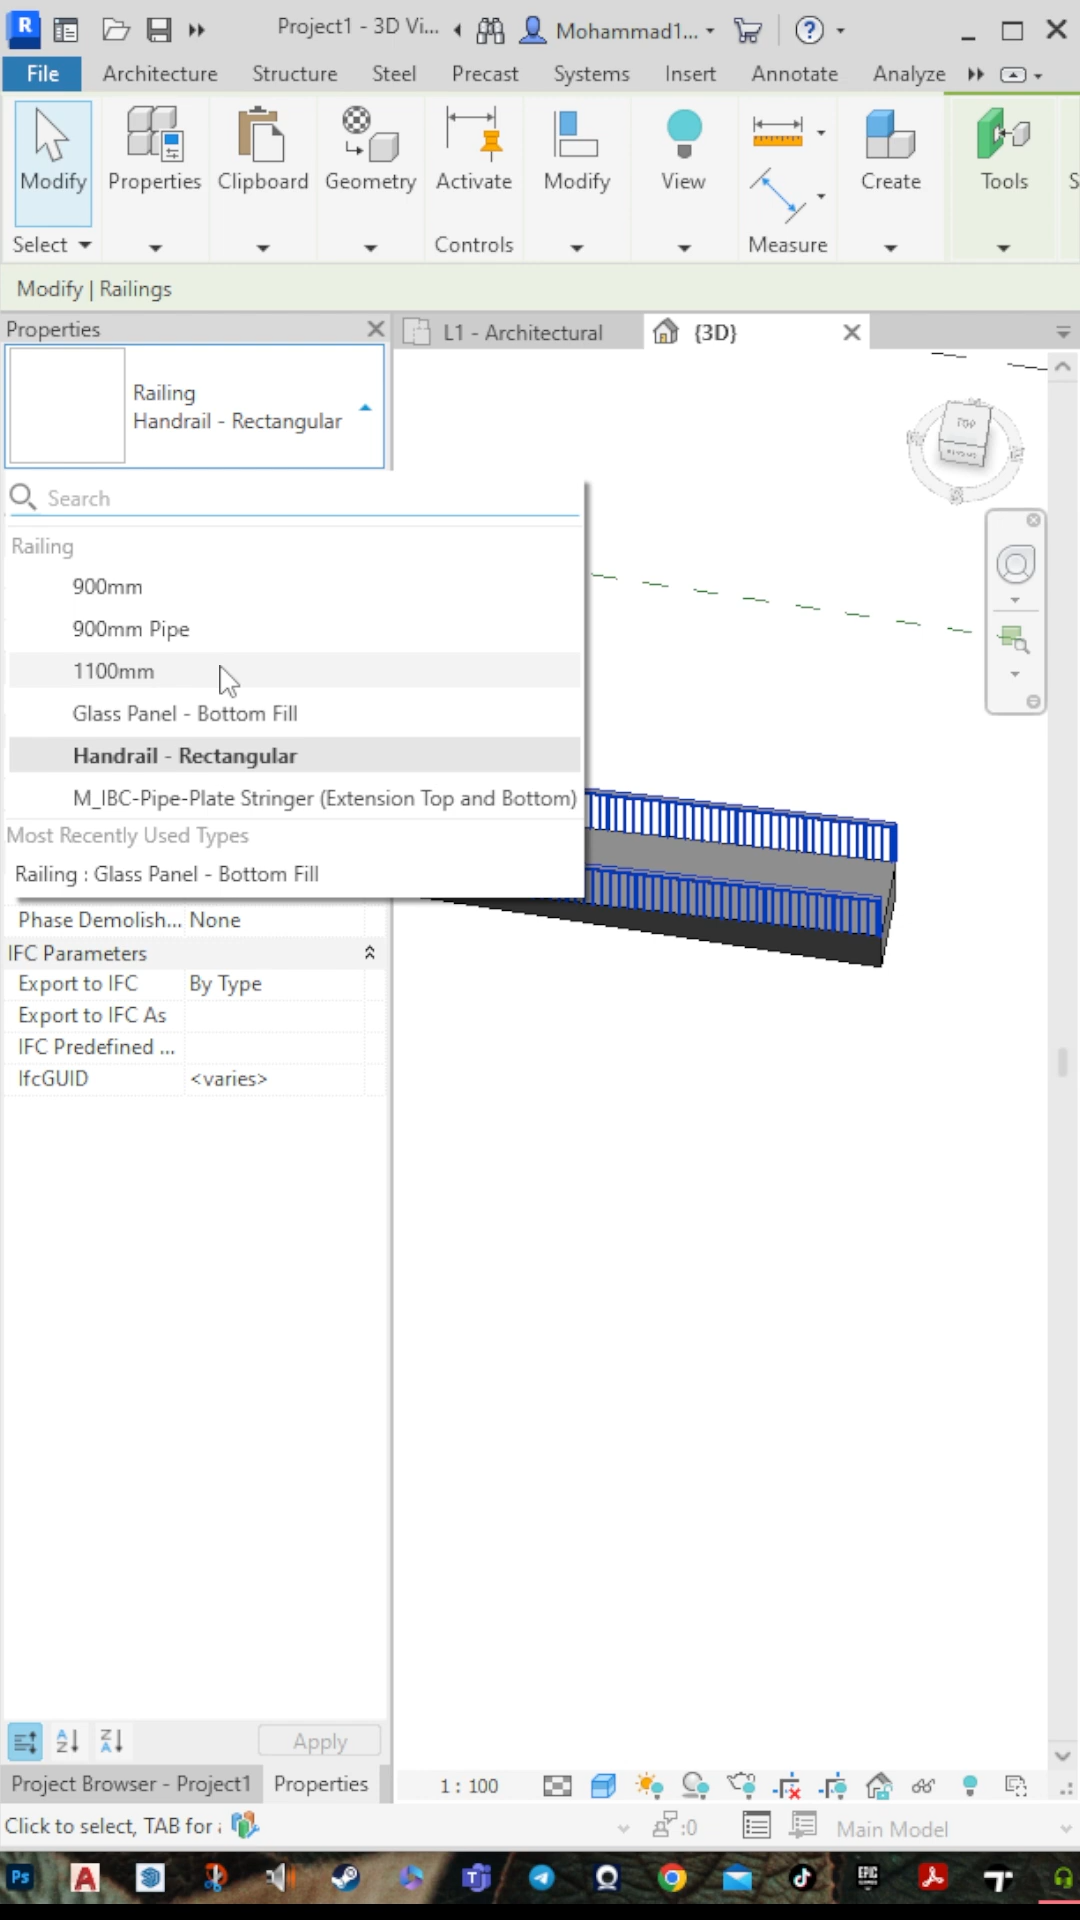 R
Project1 - 3D Vi...
Mohammad1...
?
File
Architecture
Structure
Steel
Precast
Systems
Insert
Annotate
Analyze
Modify
Properties
Clipboard
Geometry
Activate
Modify
View
Create
Tools
S
Select
Controls
Measure
Modify | Railings
Properties
L1 - Architectural
{3D}
Railing
Handrail - Rectangular
TOP
Search
Railing
900mm
900mm Pipe
1100mm
Glass Panel - Bottom Fill
Handrail - Rectangular
M_IBC-Pipe-Plate Stringer (Extension Top and Bottom)
Most Recently Used Types
Railing : Glass Panel - Bottom Fill
Phase Demolish... None
IFC Parameters
Export to IFC By Type
Export to IFC As
IFC Predefined ...
IfcGUID <varies>
Apply
Project Browser - Project1
Properties
1 : 100
Click to select, TAB for
:0
Main Model
Ps
A
T
EPIC